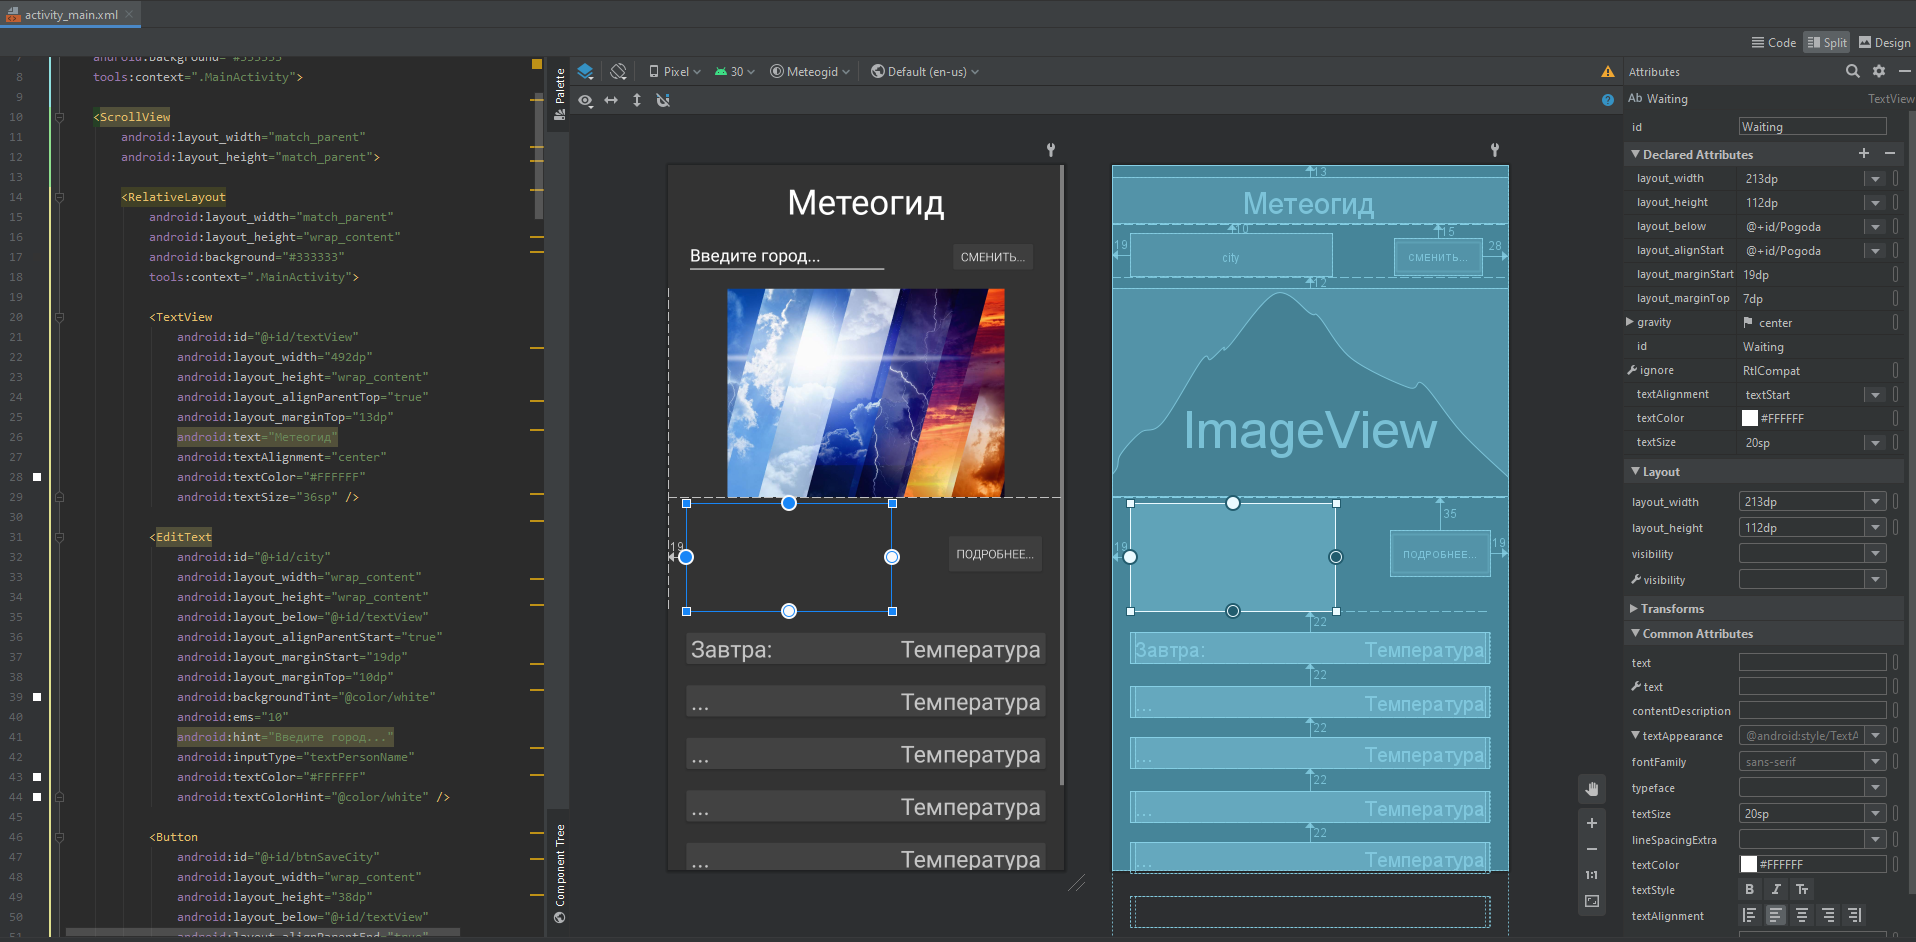 activity_main.xml
Code
Split
Design
7
android:background="#333333"
8
tools:context=".MainActivity">
9
10
<ScrollView
11
android:layout_width="match_parent"
12
android:layout_height="match_parent">
13
14
<RelativeLayout
15
android:layout_width="match_parent"
16
android:layout_height="wrap_content"
17
android:background="#333333"
18
tools:context=".MainActivity">
19
20
<TextView
21
android:id="@+id/textView"
22
android:layout_width="492dp"
23
android:layout_height="wrap_content"
24
android:layout_alignParentTop="true"
25
android:layout_marginTop="13dp"
26
android:text="Метеогид"
27
android:textAlignment="center"
28
android:textColor="#FFFFFF"
29
android:textSize="36sp" />
30
31
<EditText
32
android:id="@+id/city"
33
android:layout_width="wrap_content"
34
android:layout_height="wrap_content"
35
android:layout_below="@+id/textView"
36
android:layout_alignParentStart="true"
37
android:layout_marginStart="19dp"
38
android:layout_marginTop="10dp"
39
android:backgroundTint="@color/white"
40
android:ems="10"
41
android:hint="Введите город..."
42
android:inputType="textPersonName"
43
android:textColor="#FFFFFF"
44
android:textColorHint="@color/white" />
45
46
<Button
47
android:id="@+id/btnSaveCity"
48
android:layout_width="wrap_content"
49
android:layout_height="38dp"
50
android:layout_below="@+id/textView"
51
android:layout_alignParentEnd="true"
Palette
Component Tree
Pixel
30
Meteogid
Default (en-us)
Метеогид
Введите город...
СМЕНИТЬ...
19
ПОДРОБНЕЕ...
Завтра:
Температура
...
Температура
...
Температура
...
Температура
...
Температура
13
Метеогид
10
15
19
city
СМЕНИТЬ...
28
12
ImageView
35
19
ПОДРОБНЕЕ...
19
22
Завтра:
Температура
22
...
Температура
22
...
Температура
22
...
Температура
22
...
Температура
1:1
Attributes
Ab Waiting
TextView
id
Waiting
Declared Attributes
layout_width
213dp
layout_height
112dp
layout_below
@+id/Pogoda
layout_alignStart
@+id/Pogoda
layout_marginStart
19dp
layout_marginTop
7dp
gravity
center
id
Waiting
ignore
RtlCompat
textAlignment
textStart
textColor
#FFFFFF
textSize
20sp
Layout
layout_width
213dp
layout_height
112dp
visibility
visibility
Transforms
Common Attributes
text
text
contentDescription
textAppearance
@android:style/TextA
fontFamily
sans-serif
typeface
textSize
20sp
lineSpacingExtra
textColor
#FFFFFF
textStyle
B
I
Tт
textAlignment